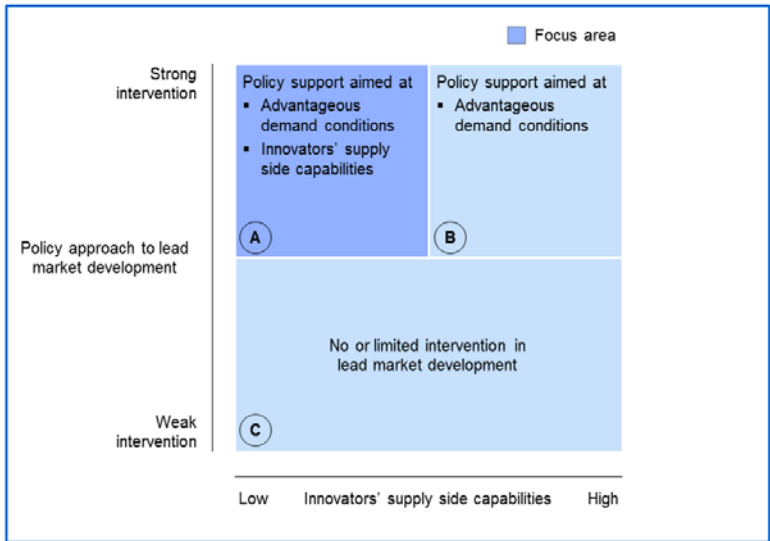 Focus area
Strong
intervention
Policy support aimed at
▪ Advantageous
demand conditions
▪ Innovators' supply
side capabilities
A
Policy support aimed at
▪ Advantageous
demand conditions
B
Policy approach to lead
market development
No or limited intervention in
lead market development
Weak
intervention
C
Low Innovators' supply side capabilities High